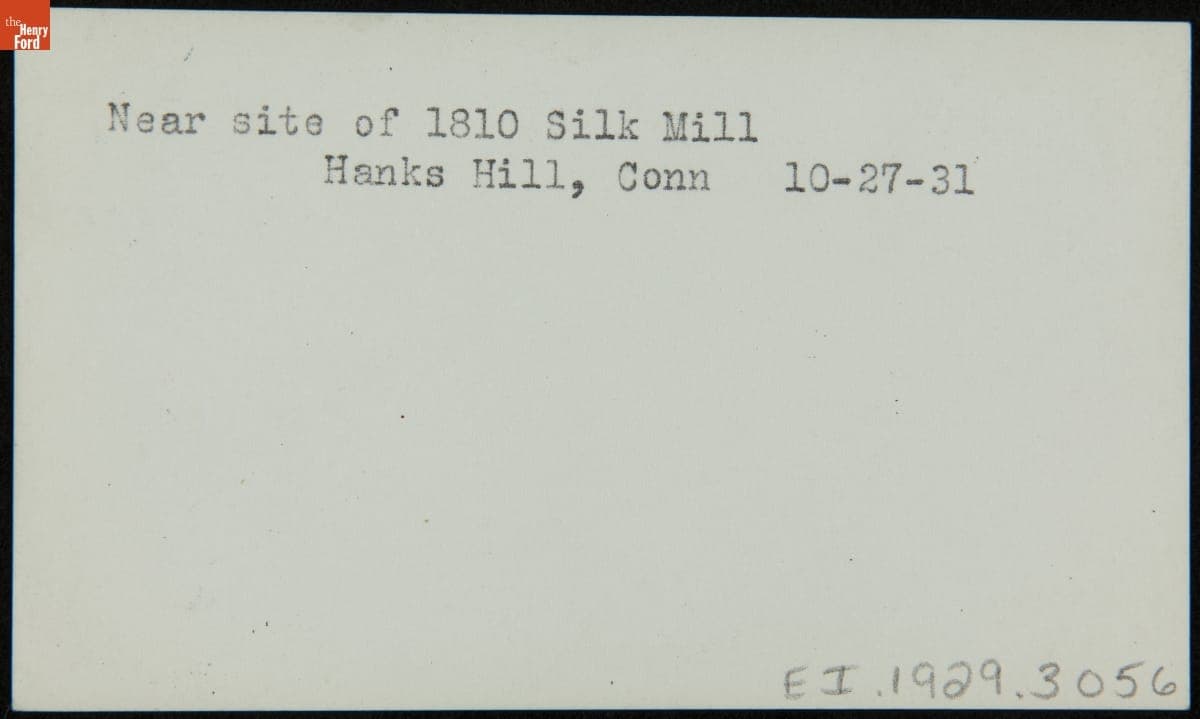 the
Henry
Ford
Near site of 1810 Silk Mill
Hanks Hill, Conn 10-27-31
EI.1929.3056